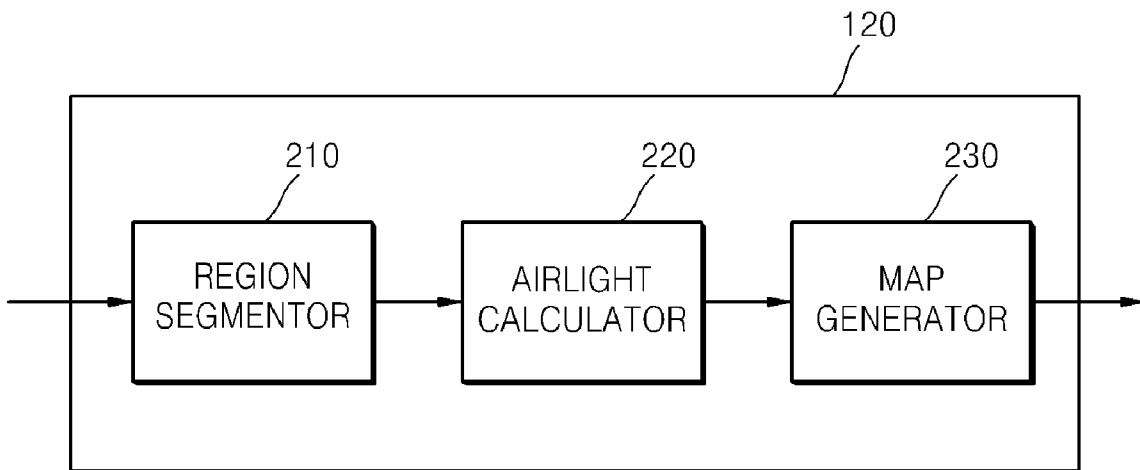 120
210
220
230
REGION
SEGMENTOR
AIRLIGHT
CALCULATOR
MAP
GENERATOR